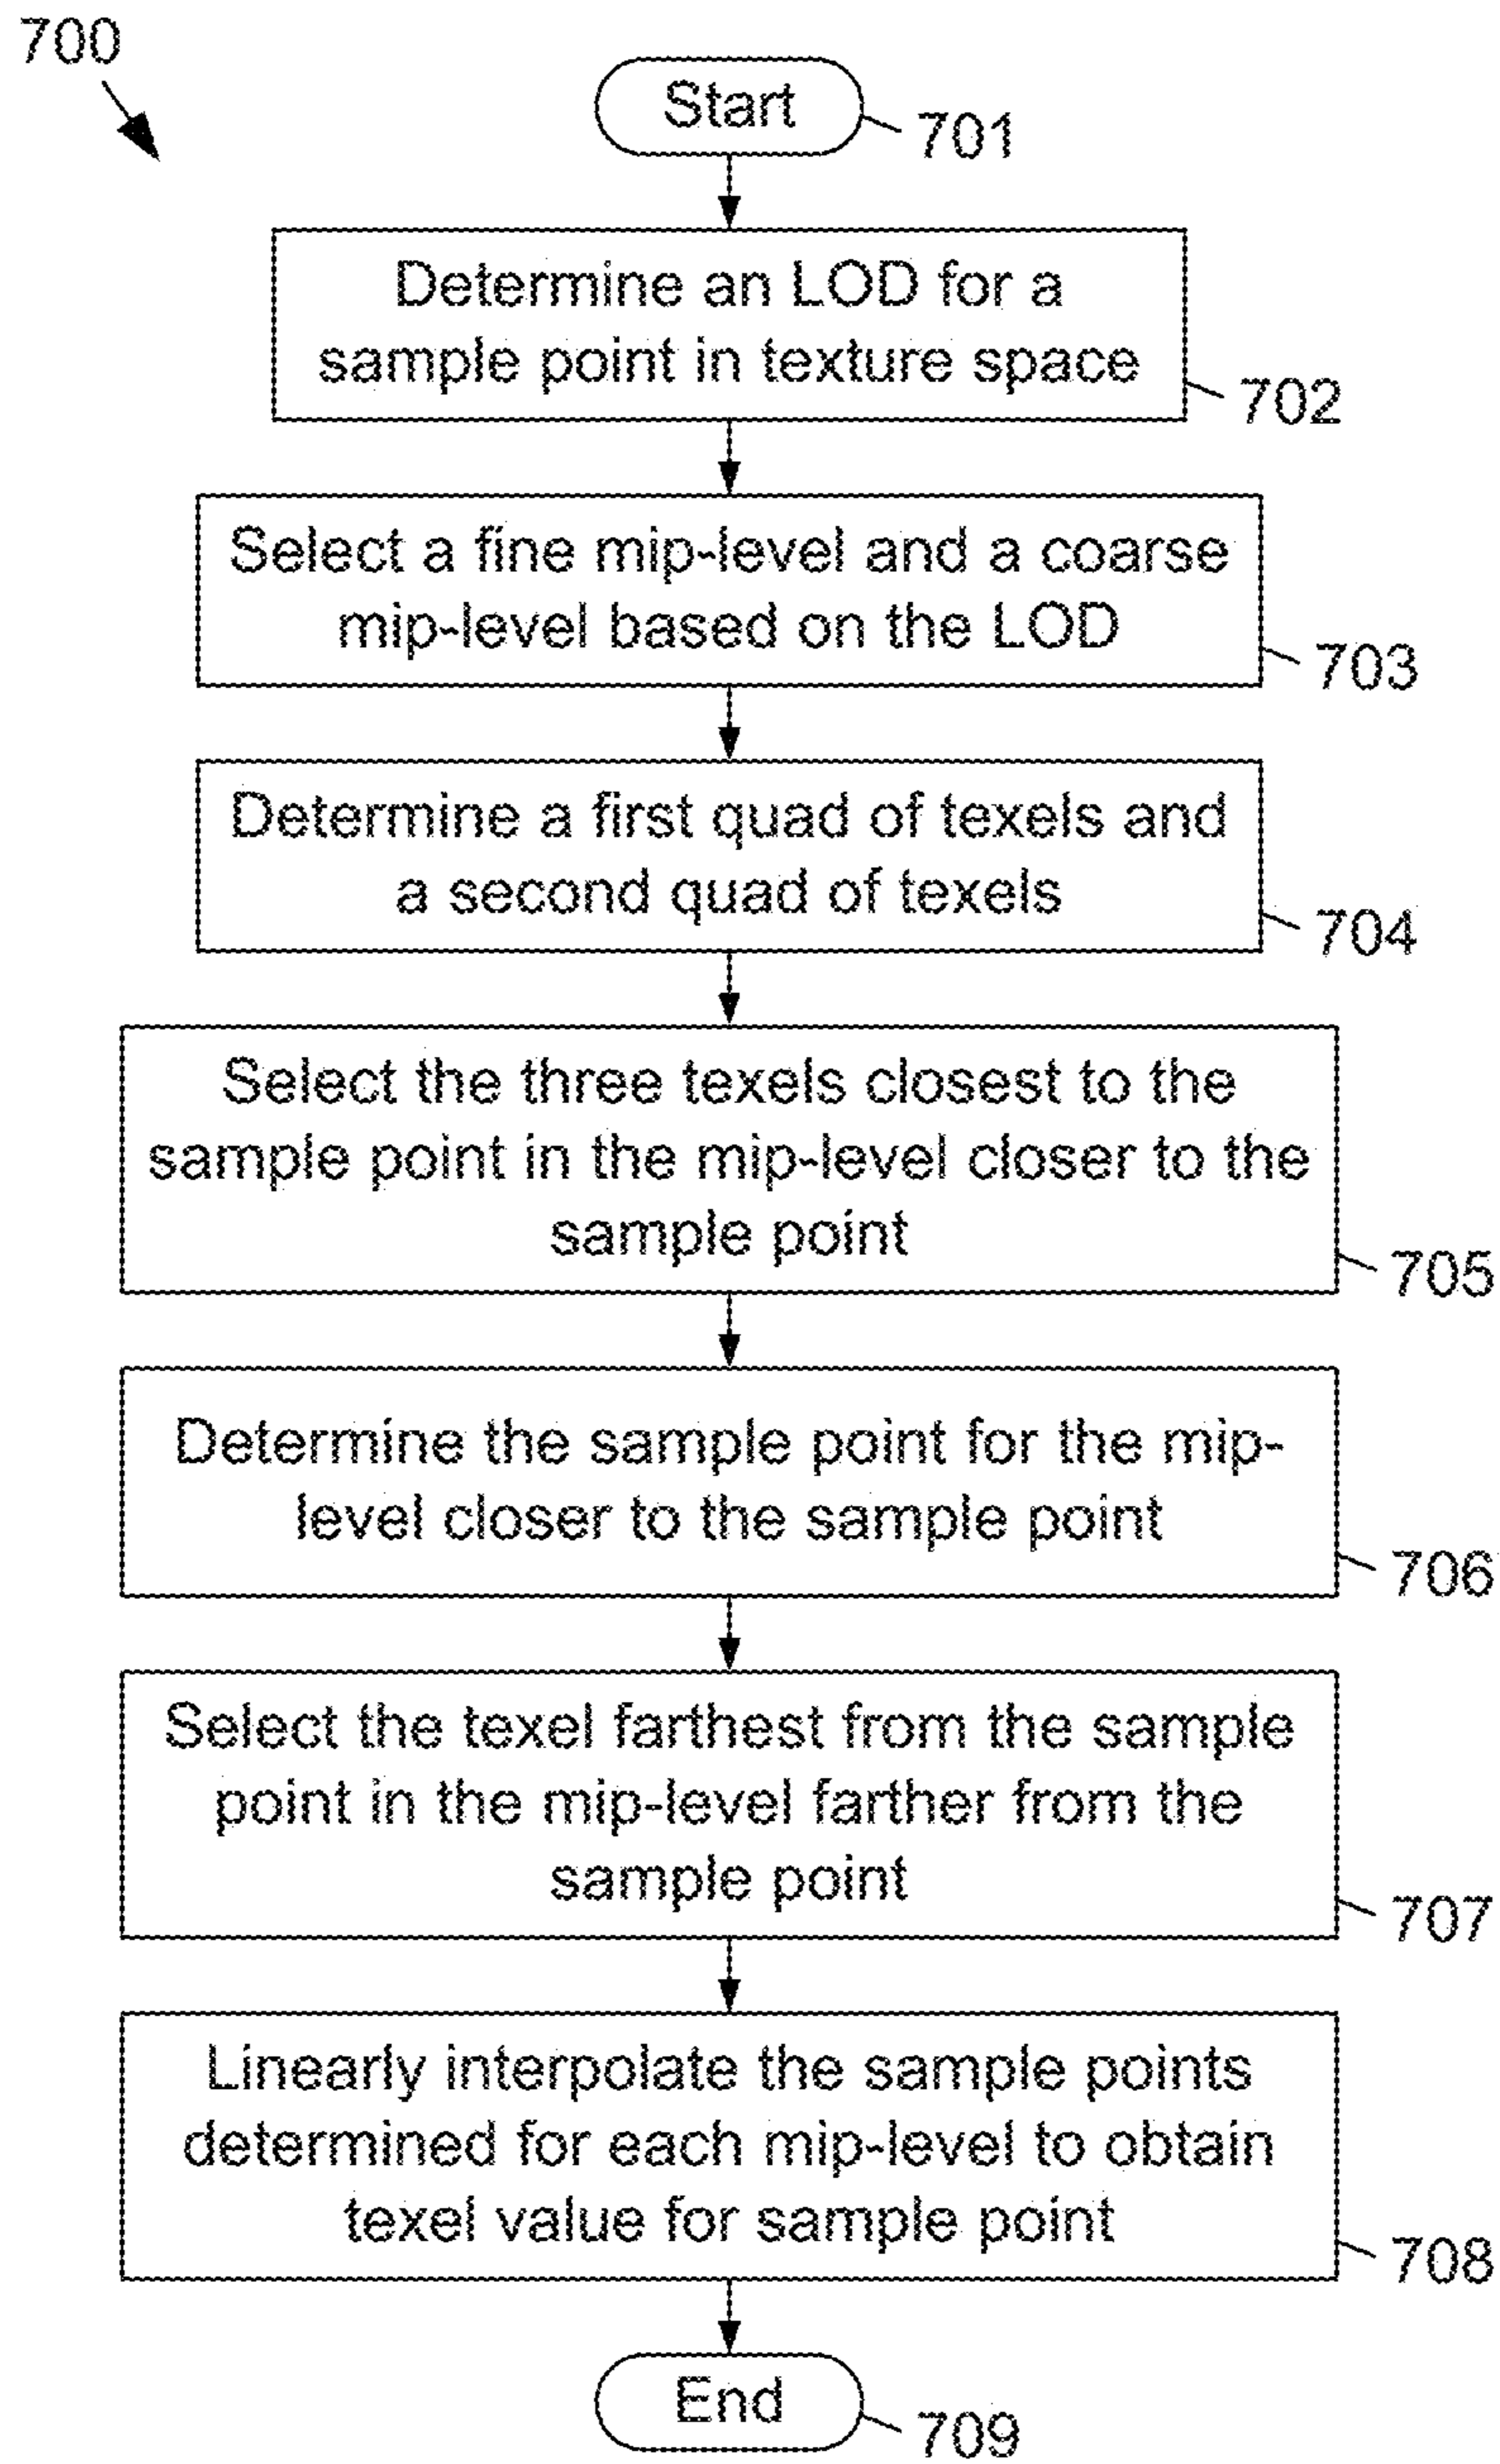 700
Start
701
Determine an LOD for a
sample point in texture space
702
Select a fine mip-level and a coarse
mip-level based on the LOD
703
Determine a first quad of texels and
a second quad of texels
704
Select the three texels closest to the
sample point in the mip-level closer to the
sample point
705
Determine the sample point for the mip-
level closer to the sample point
706
Select the texel farthest from the sample
point in the mip-level farther from the
sample point
707
Linearly interpolate the sample points
determined for each mip-level to obtain
texel value for sample point
708
End
709